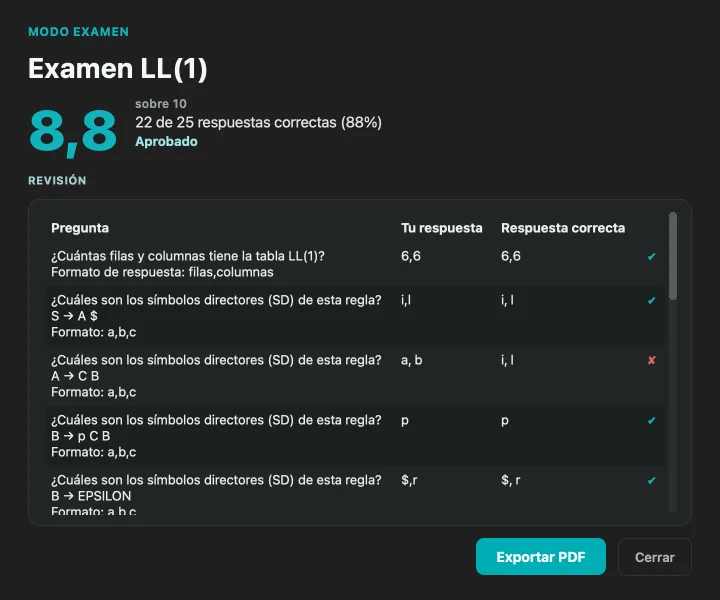 MODO EXAMEN
Examen LL(1)
8,8
sobre 10
22 de 25 respuestas correctas (88%)
Aprobado
REVISIÓN
Pregunta Tu respuesta Respuesta correcta
¿Cuántas filas y columnas tiene la tabla LL(1)? 6,6 6,6 ✔
Formato de respuesta: filas,columnas
¿Cuáles son los símbolos directores (SD) de esta regla? i,l i, l ✔
S → A $
Formato: a,b,c
¿Cuáles son los símbolos directores (SD) de esta regla? a, b i, l ✘
A → C B
Formato: a,b,c
¿Cuáles son los símbolos directores (SD) de esta regla? p p ✔
B → p C B
Formato: a,b,c
¿Cuáles son los símbolos directores (SD) de esta regla? $,r $, r ✔
B → EPSILON
Formato: a,b,c
Exportar PDF Cerrar